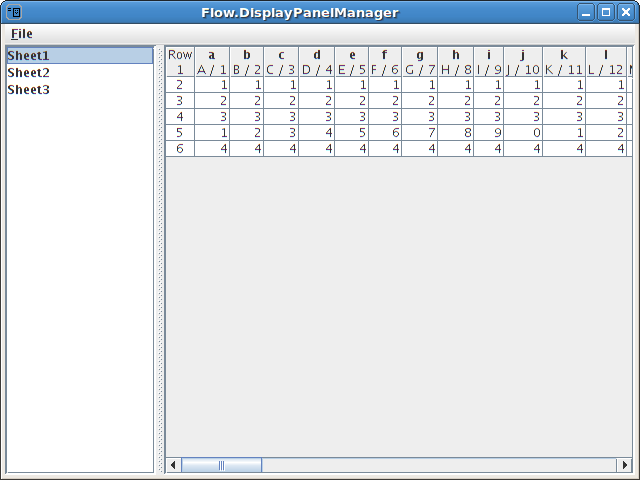 Flow.DisplayPanelManager
File
Sheet1
Sheet2
Sheet3
Row a b c d e f g h i j k l
1 A / 1 B / 2 C / 3 D / 4 E / 5 F / 6 G / 7 H / 8 I / 9 J / 10 K / 11 L / 12
2 1 1 1 1 1 1 1 1 1 1 1 1
3 2 2 2 2 2 2 2 2 2 2 2 2
4 3 3 3 3 3 3 3 3 3 3 3 3
5 1 2 3 4 5 6 7 8 9 0 1 2
6 4 4 4 4 4 4 4 4 4 4 4 4